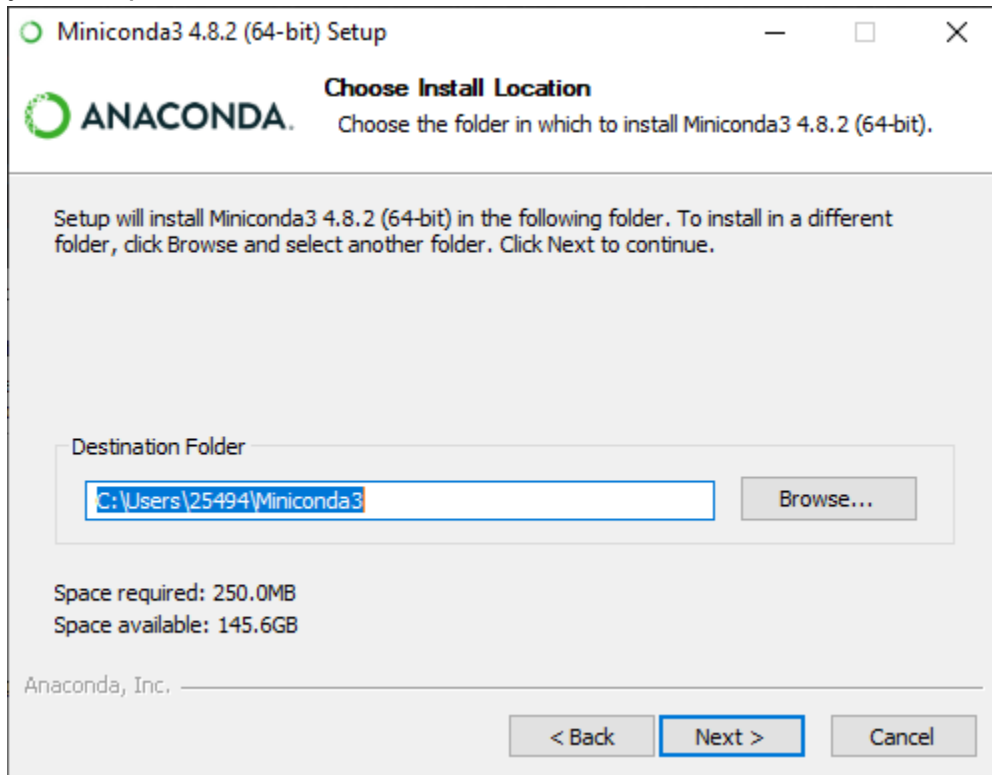 Miniconda3 4.8.2 (64-bit) Setup
ANACONDA.
Choose Install Location
Choose the folder in which to install Miniconda3 4.8.2 (64-bit).
Setup will install Miniconda3 4.8.2 (64-bit) in the following folder. To install in a different
folder, click Browse and select another folder. Click Next to continue.
Destination Folder
C:\Users\25494\Miniconda3
Browse...
Space required: 250.0MB
Space available: 145.6GB
Anaconda, Inc.
< Back
Next >
Cancel